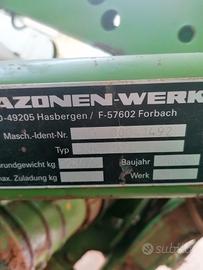 AZONEN-WERK
D-49205 Hasbergen / F-57602 Forbach
Masch.-Ident-Nr.
Typ
Grundgewicht kg
Baujahr
max. Zuladung kg
Werk
subito